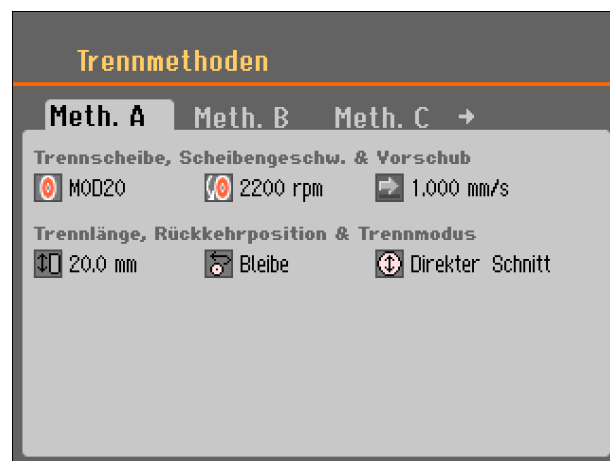 Trennmethoden
Meth. A Meth. B Meth. C →
Trennscheibe, Scheibengeschw. & Vorschub
MOD20 2200 rpm 1.000 mm/s
Trennlänge, Rückkehrposition & Trennmodus
20.0 mm Bleibe Direkter Schnitt